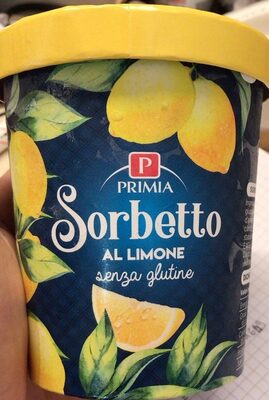 P
PRIMIA
Sorbetto
AL LIMONE
senza glutine